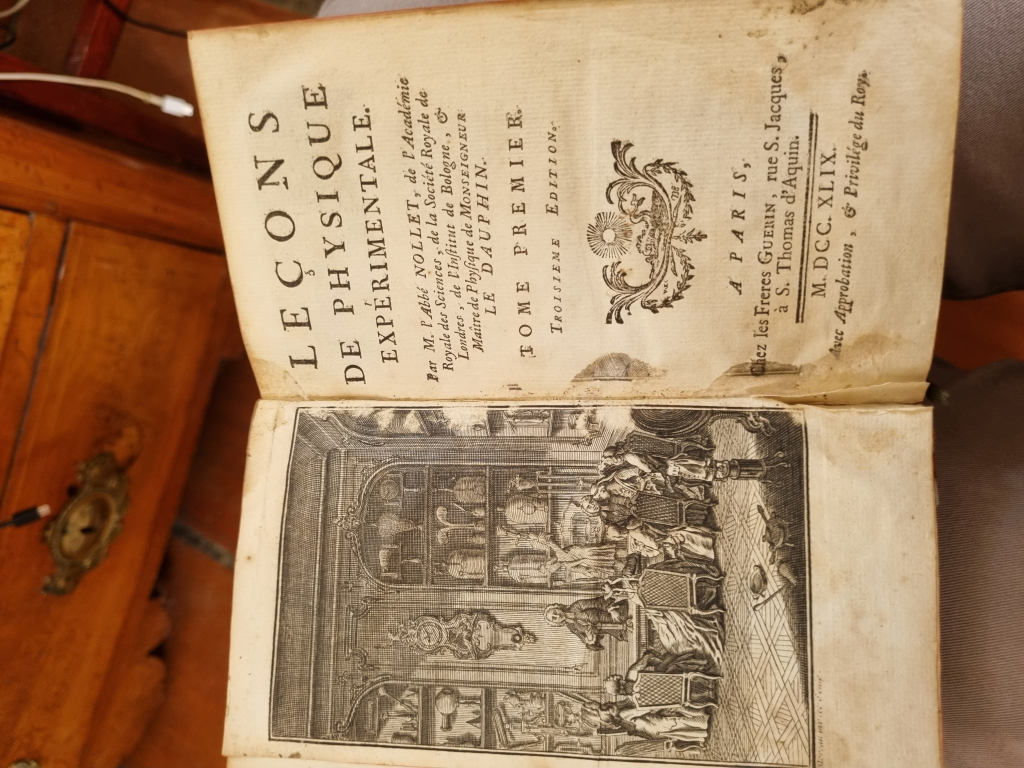 LEÇONS
DE PHYSIQUE
EXPÉRIMENTALE.
Par M. l'Abbé NOLLET, de l'Académie
Royale des Sciences, de la Société Royale de
Londres, de l'Institut de Bologne, &
Maître de Physique de MONSEIGNEUR
LE DAUPHIN.
TOME PREMIER.
TROISIEME EDITION.
A PARIS,
Chez les Freres GUERIN, rue S. Jacques,
à S. Thomas d'Aquin.
M. DCC. XLIX.
Avec Approbation, & Privilége du Roy.